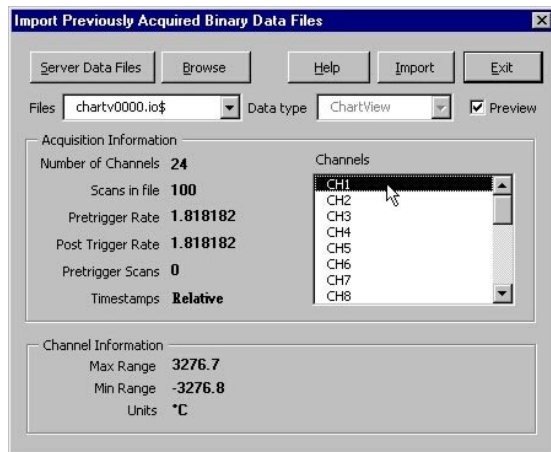 Import Previously Acquired Binary Data Files
Server Data Files Browse Help Import Exit
Files chartv0000.io$ Data type ChartView Preview
Acquisition Information
Number of Channels 24
Scans in file 100
Pretrigger Rate 1.818182
Post Trigger Rate 1.818182
Pretrigger Scans 0
Timestamps Relative
Channels
CH1
CH2
CH3
CH4
CH5
CH6
CH7
CH8
Channel Information
Max Range 3276.7
Min Range -3276.8
Units °C